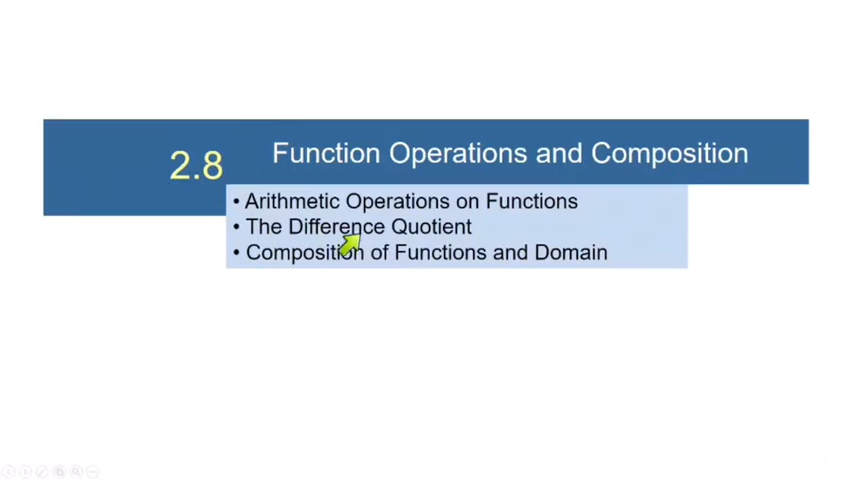 2.8
Function Operations and Composition
• Arithmetic Operations on Functions
• The Difference Quotient
• Composition of Functions and Domain